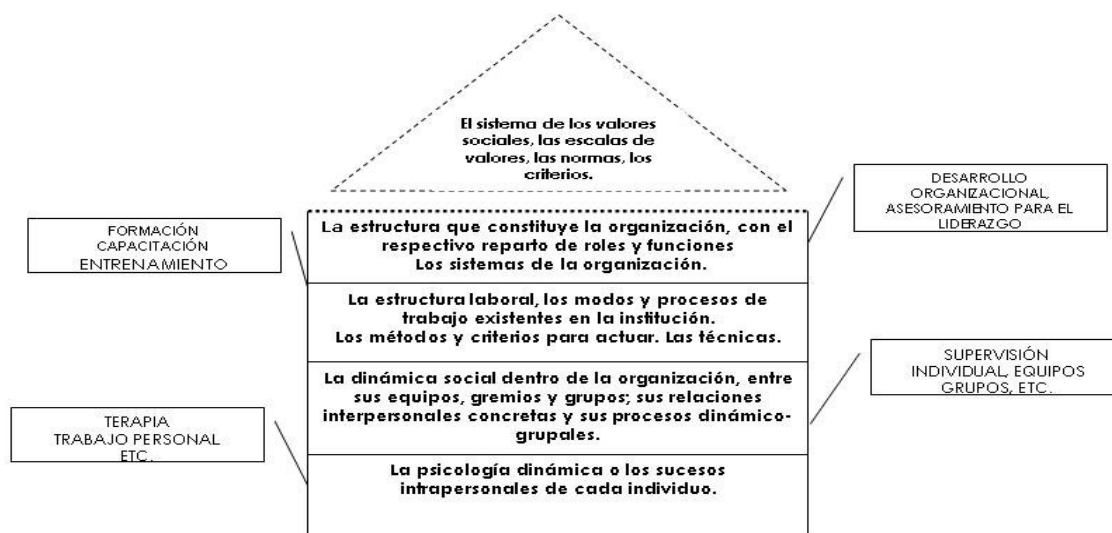 El sistema de los valores
sociales, las escalas de
valores, las normas, los
criterios.
DESARROLLO
ORGANIZACIONAL,
ASESORAMIENTO PARA EL
LIDERAZGO
FORMACIÓN
CAPACITACIÓN
ENTRENAMIENTO
La estructura que constituye la organización, con el
respectivo reparto de roles y funciones
Los sistemas de la organización.
La estructura laboral, los modos y procesos de
trabajo existentes en la institución.
Los métodos y criterios para actuar. Las técnicas.
SUPERVISIÓN
INDIVIDUAL, EQUIPOS
GRUPOS, ETC.
La dinámica social dentro de la organización, entre
sus equipos, gremios y grupos; sus relaciones
interpersonales concretas y sus procesos dinámico-
grupales.
TERAPIA
TRABAJO PERSONAL
ETC.
La psicología dinámica o los sucesos
intrapersonales de cada individuo.